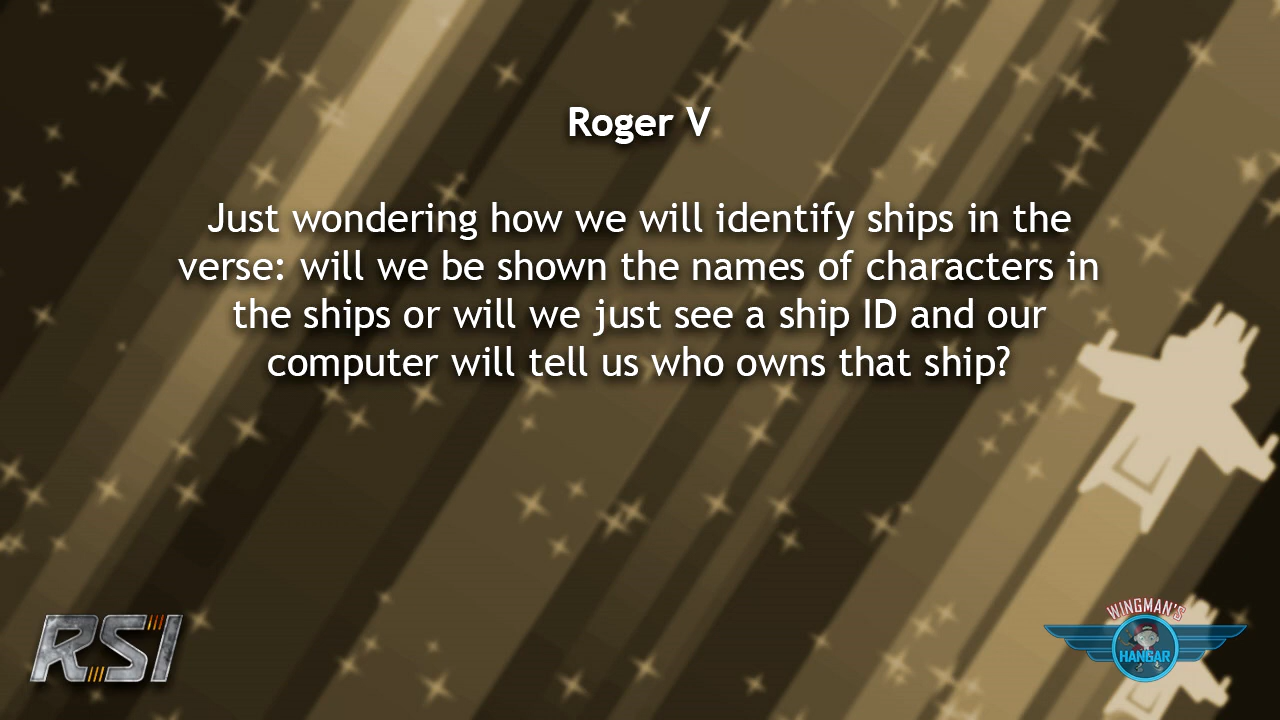 Roger V
Just wondering how we will identify ships in the
verse: will we be shown the names of characters in
the ships or will we just see a ship ID and our
computer will tell us who owns that ship?
RSI
WINGMAN'S
HANGAR